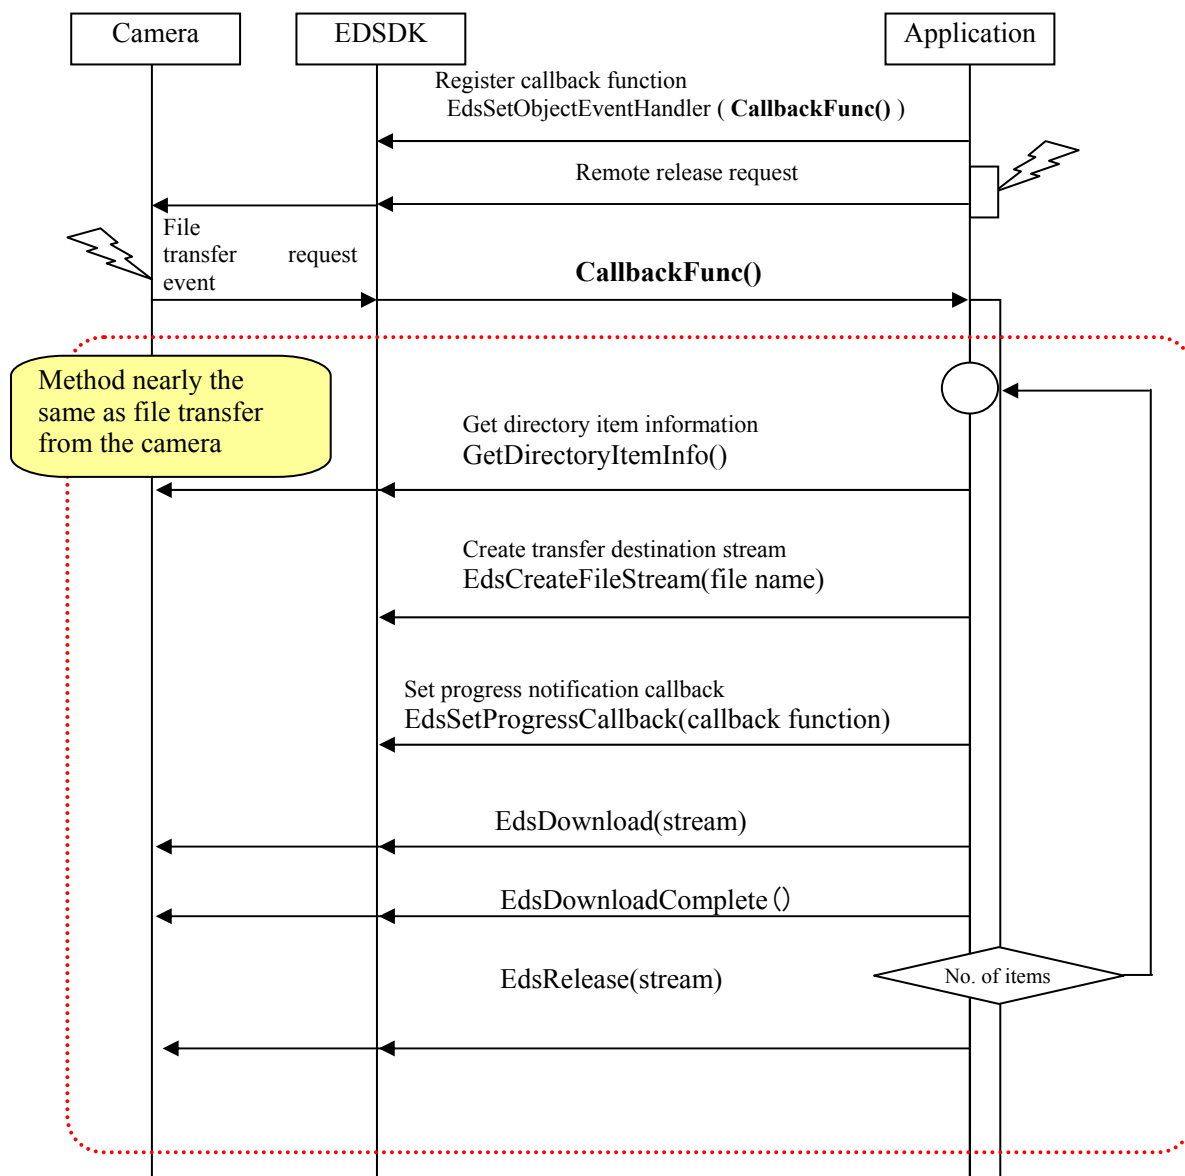 Camera
EDSDK
Application
Register callback function
EdsSetObjectEventHandler ( CallbackFunc() )
Remote release request
File
transfer request
event
CallbackFunc()
Method nearly the
same as file transfer
from the camera
Get directory item information
GetDirectoryItemInfo()
Create transfer destination stream
EdsCreateFileStream(file name)
Set progress notification callback
EdsSetProgressCallback(callback function)
EdsDownload(stream)
EdsDownloadComplete()
EdsRelease(stream)
No. of items